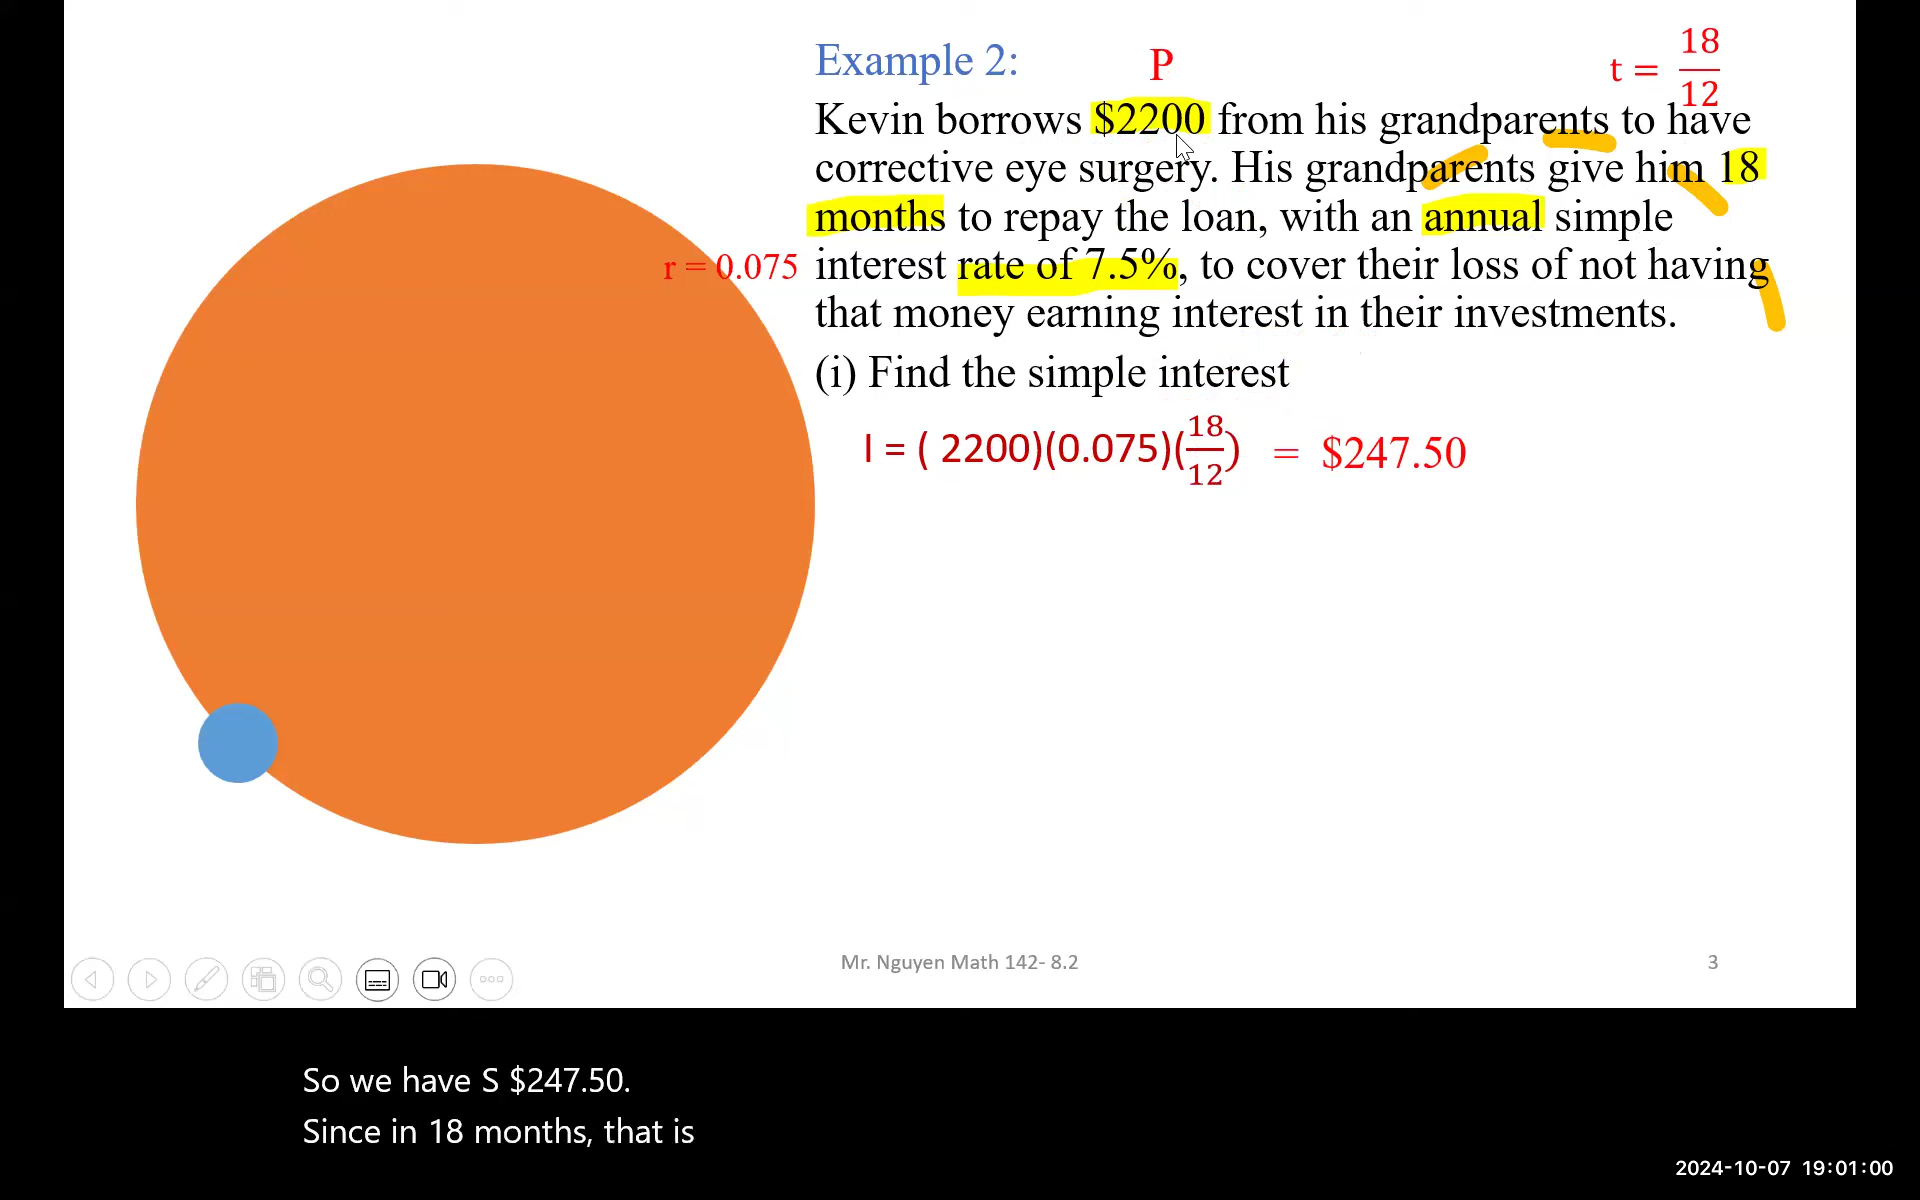 Example 2:
P
t = 18/12
Kevin borrows $2200 from his grandparents to have
corrective eye surgery. His grandparents give him 18
months to repay the loan, with an annual simple
r = 0.075
interest rate of 7.5%, to cover their loss of not having
that money earning interest in their investments.
(i) Find the simple interest
I = ( 2200)(0.075)(18/12) = $247.50
Mr. Nguyen Math 142- 8.2
3
So we have S $247.50.
Since in 18 months, that is
2024-10-07 19:01:00